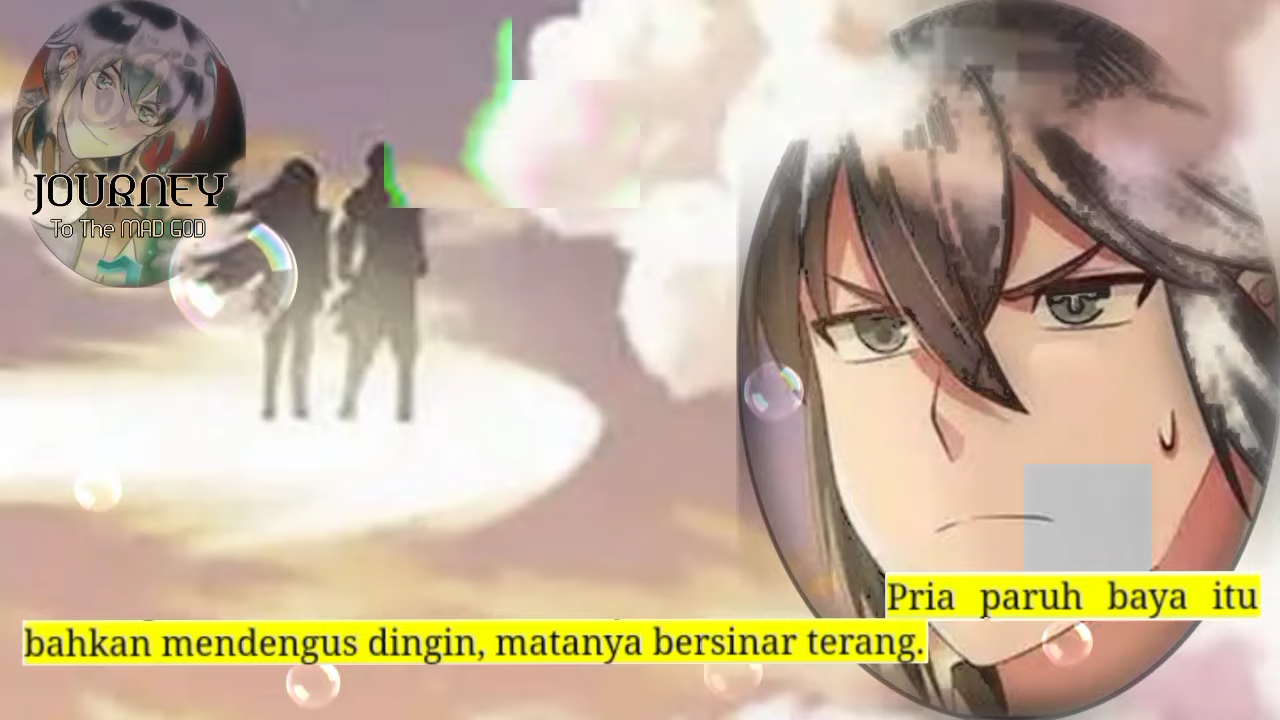 JOURNEY
To The MAD GOD
Pria paruh baya itu
bahkan mendengus dingin, matanya bersinar terang.